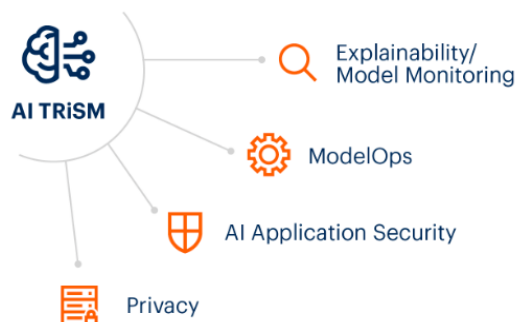 AI TRiSM
Explainability/
Model Monitoring
ModelOps
AI Application Security
Privacy